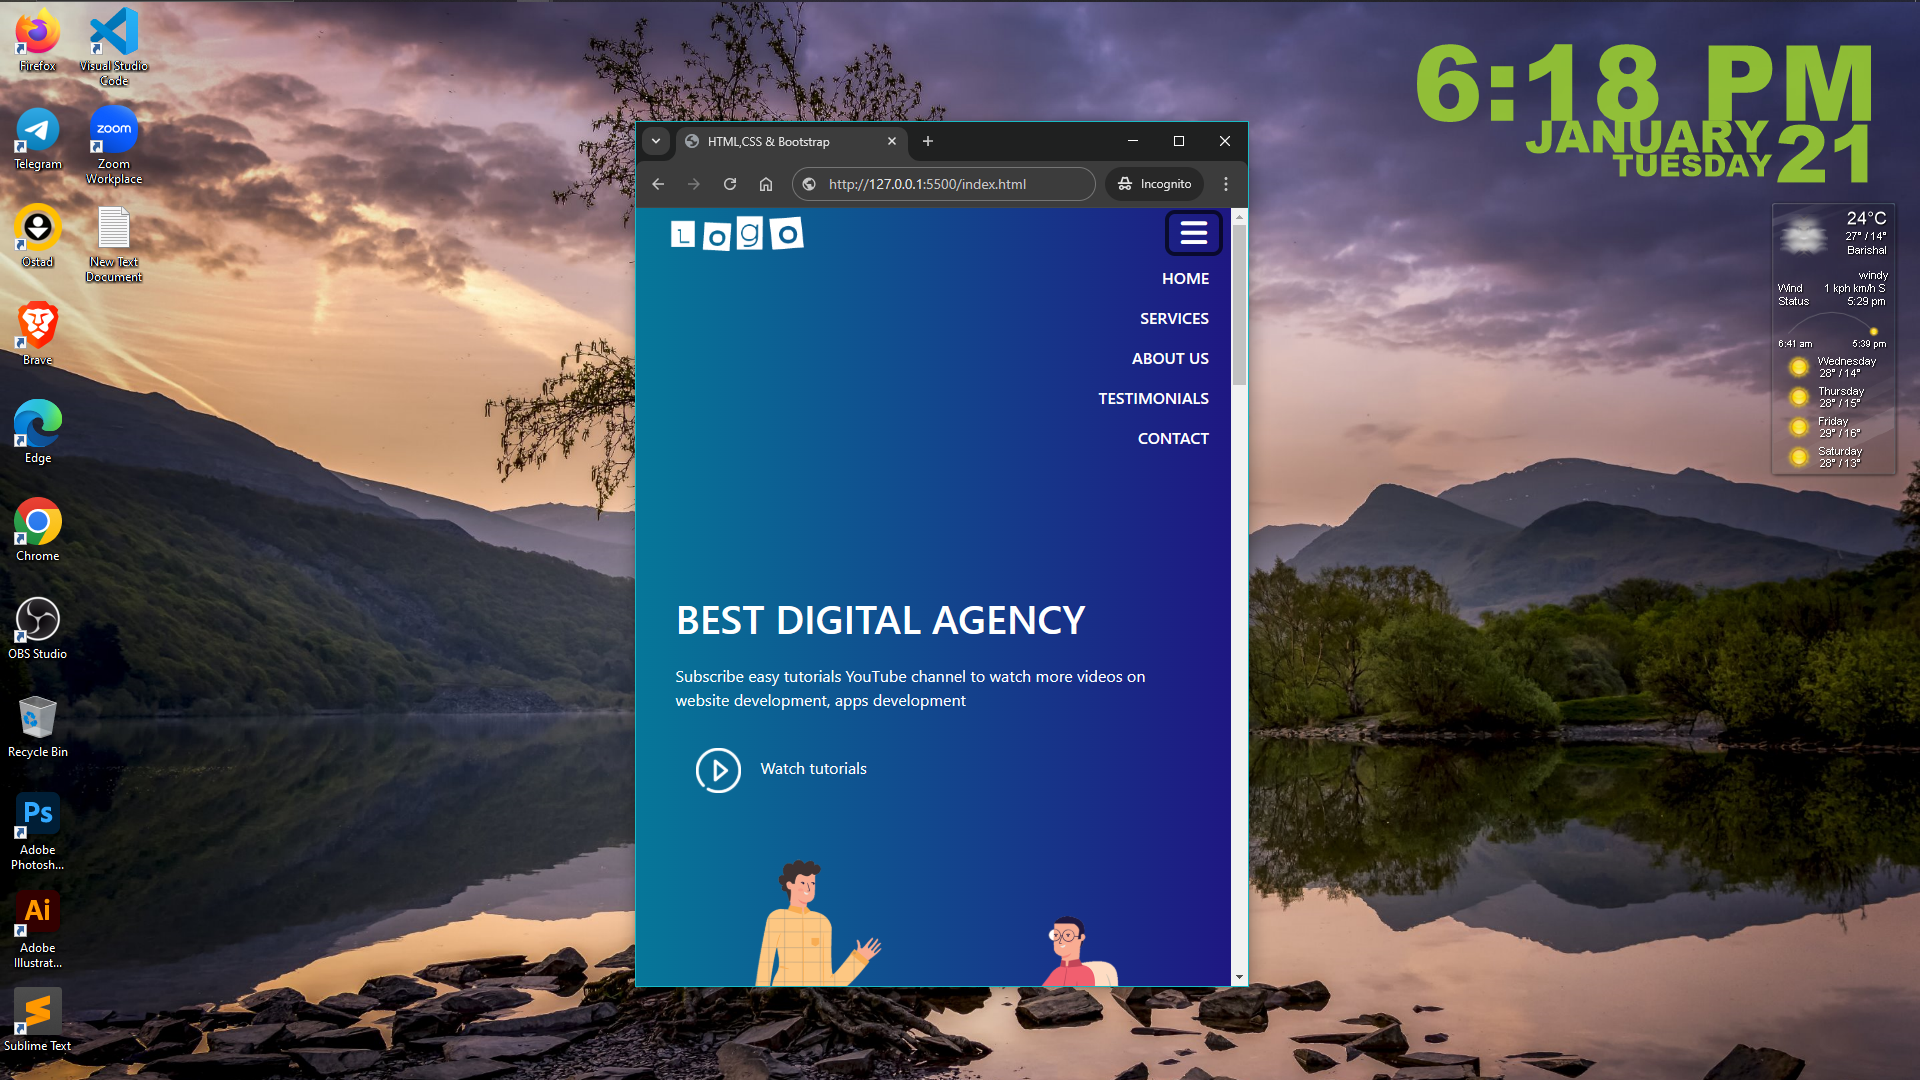 Firefox
Visual Studio
Code
Telegram
zoom
Zoom
Workplace
Ostad
New Text
Document
Brave
Edge
Chrome
OBS Studio
Recycle Bin
Ps
Adobe
Photosh...
Ai
Adobe
Illustrat...
Sublime Text
HTML,CSS & Bootstrap
http://127.0.0.1:5500/index.html
Incognito
LOgO
HOME
SERVICES
ABOUT US
TESTIMONIALS
CONTACT
BEST DIGITAL AGENCY
Subscribe easy tutorials YouTube channel to watch more videos on
website development, apps development
Watch tutorials
6:18 PM
JANUARY
TUESDAY
21
24°C
27° / 14°
Barishal
windy
Wind 1 kph km/h S
Status 5:29 pm
6:41 am 5:39 pm
Wednesday
28° / 14°
Thursday
28° / 15°
Friday
29° / 16°
Saturday
28° / 13°